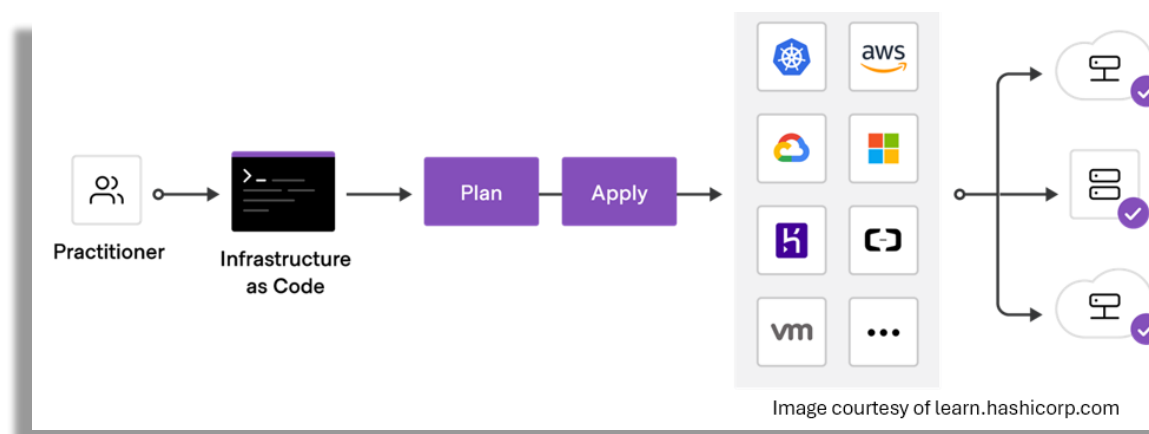 Practitioner
Infrastructure
as Code
Plan
Apply
aws
vm
Image courtesy of learn.hashicorp.com